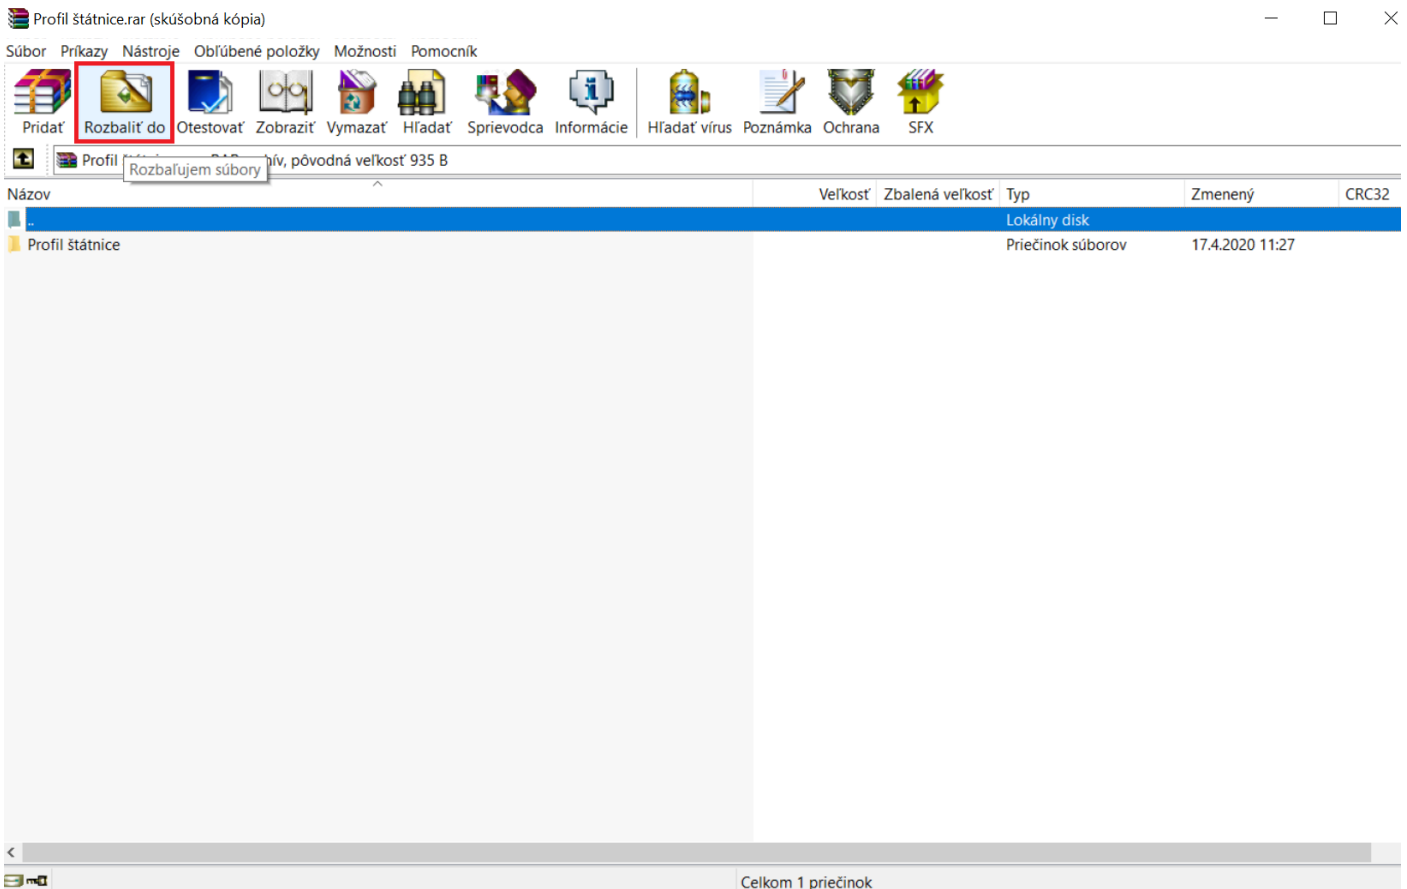 Profil štátnice.rar (skúšobná kópia)
Súbor Príkazy Nástroje Obľúbené položky Možnosti Pomocník
Pridať Rozbaliť do Otestovať Zobraziť Vymazať Hľadať Sprievodca Informácie Hľadať vírus Poznámka Ochrana SFX
Profil pôvodná veľkosť 935 B
Rozbaľujem súbory
Názov Veľkosť Zbalená veľkosť Typ Zmenený CRC32
.. Lokálny disk
Profil štátnice Priečinok súborov 17.4.2020 11:27
Celkom 1 priečinok